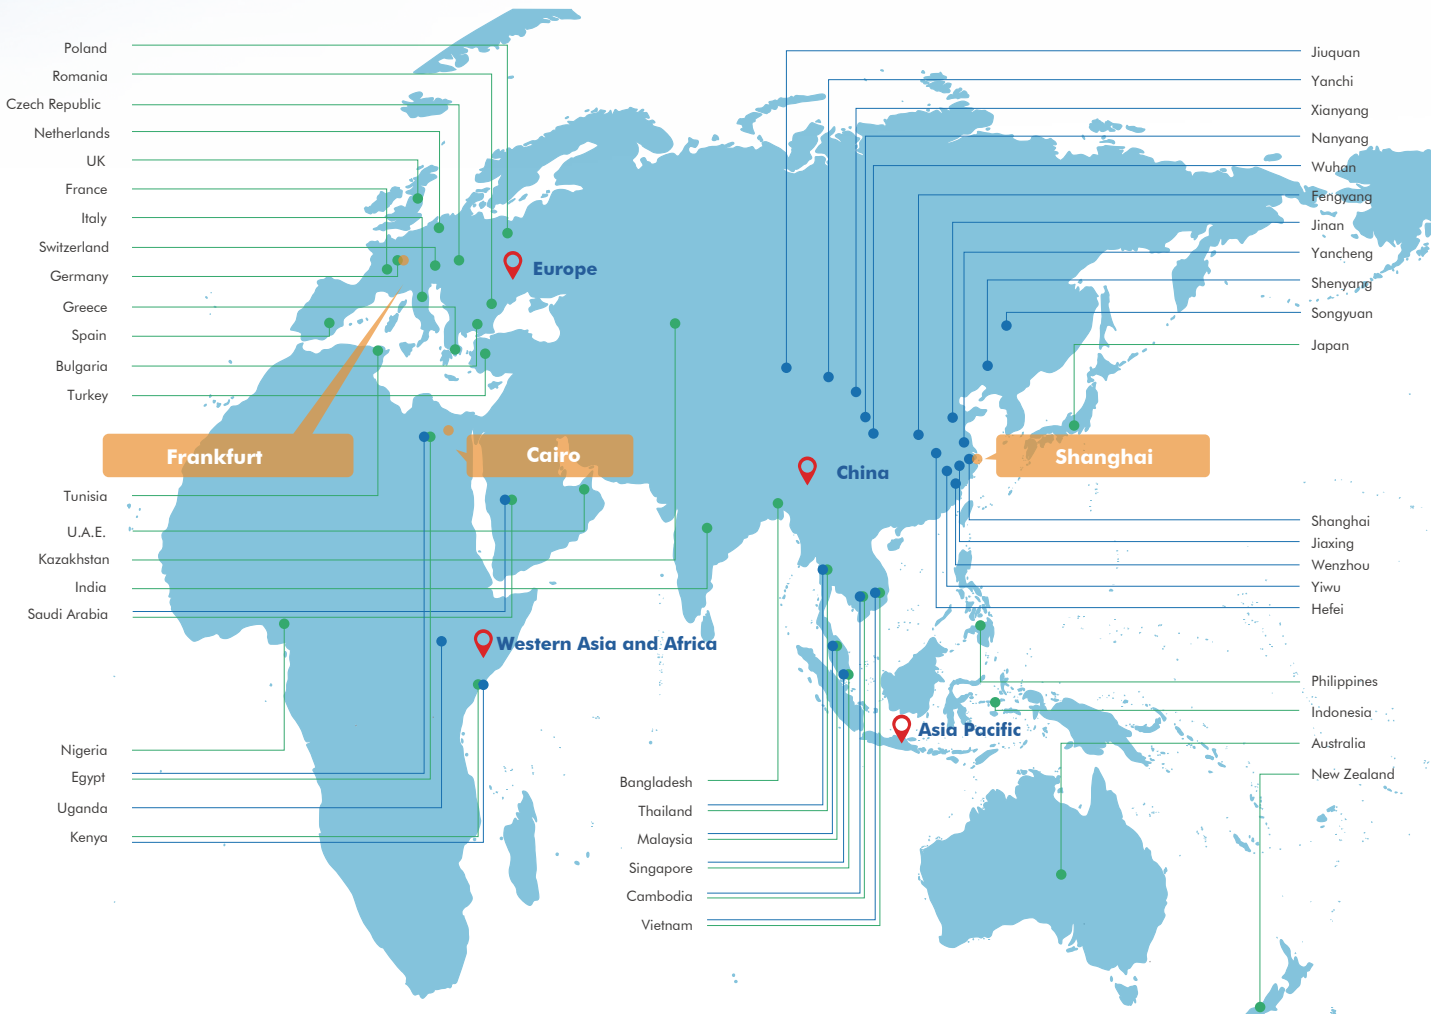 Poland
Romania
Czech Republic
Netherlands
UK
France
Italy
Switzerland
Germany
Greece
Spain
Bulgaria
Turkey
Frankfurt
Tunisia
U.A.E.
Kazakhstan
India
Saudi Arabia
Nigeria
Egypt
Uganda
Kenya
Europe
Cairo
Western Asia and Africa
China
Asia Pacific
Bangladesh
Thailand
Malaysia
Singapore
Cambodia
Vietnam
Jiuquan
Yanchi
Xianyang
Nanyang
Wuhan
Fengyang
Jinan
Yancheng
Shenyang
Songyuan
Japan
Shanghai
Shanghai
Jiaxing
Wenzhou
Yiwu
Hefei
Philippines
Indonesia
Australia
New Zealand